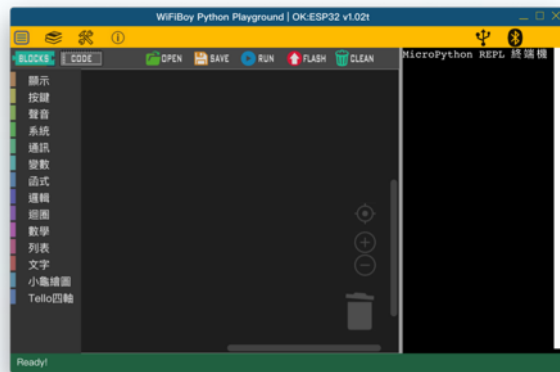 WiFiBoy Python Playground | OK:ESP32 v1.02t
BLOCKS CODE OPEN SAVE RUN FLASH CLEAN
MicroPython REPL 終端機
顯示
按鍵
聲音
系統
通訊
變數
函式
邏輯
迴圈
數學
列表
文字
小龜繪圖
Tello四軸
Ready!